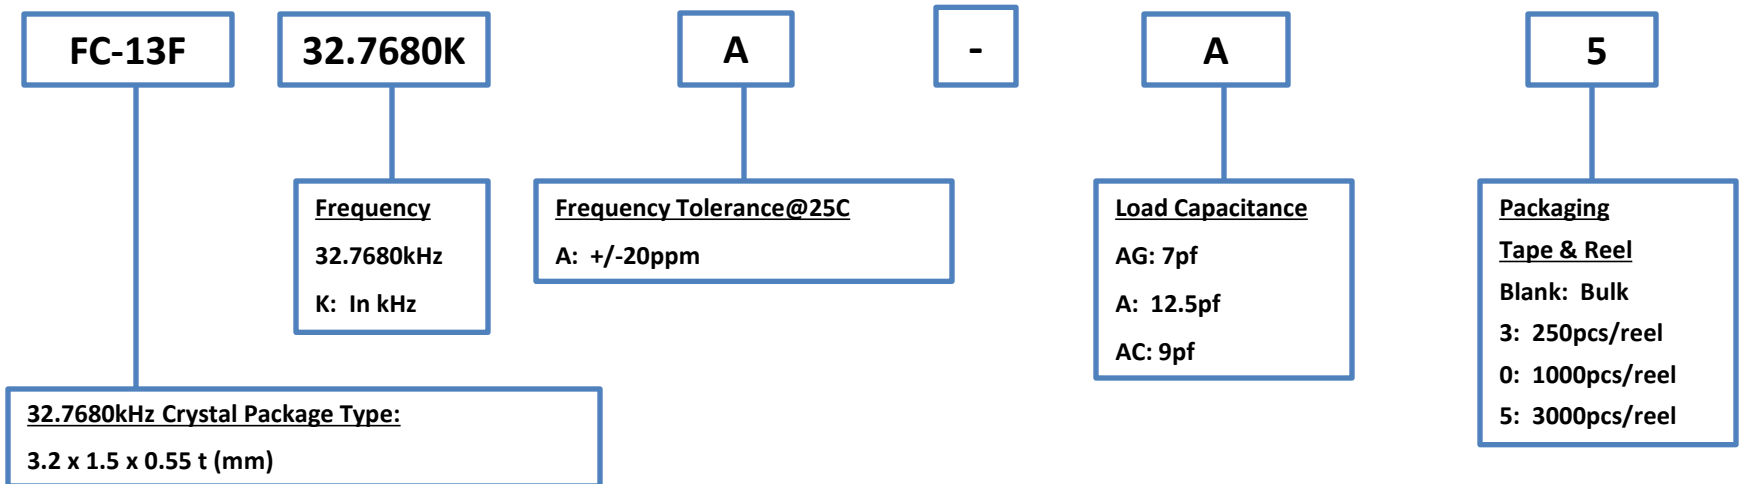 FC-13F 32.7680K A - A 5
Frequency
32.7680kHz
K: In kHz
Frequency Tolerance@25C
A: +/-20ppm
Load Capacitance
AG: 7pf
A: 12.5pf
AC: 9pf
Packaging
Tape & Reel
Blank: Bulk
3: 250pcs/reel
0: 1000pcs/reel
5: 3000pcs/reel
32.7680kHz Crystal Package Type:
3.2 x 1.5 x 0.55 t (mm)